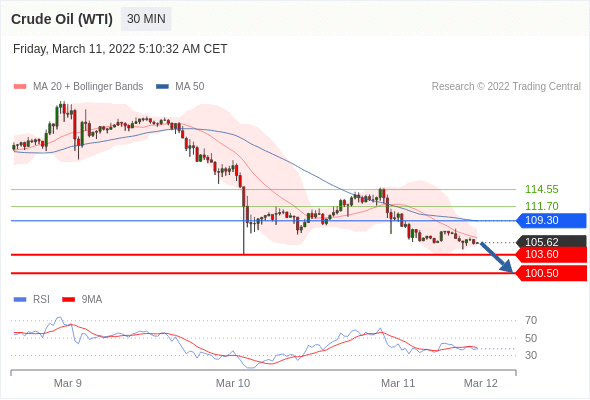 Crude Oil (WTI) 30 MIN
Friday, March 11, 2022 5:10:32 AM CET
MA 20 + Bollinger Bands MA 50 Research © 2022 Trading Central
114.55
111.70
109.30
105.62
103.60
100.50
RSI 9MA
70
50
30
Mar 9 Mar 10 Mar 11 Mar 12